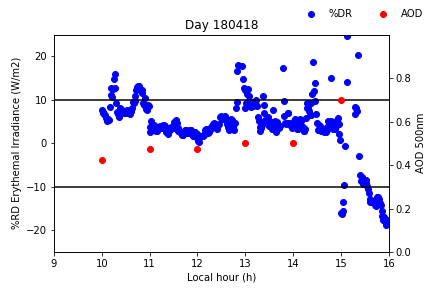 %DR AOD
Day 180418
%RD Erythemal Irradiance (W/m2)
20
10
0
−10
−20
9 10 11 12 13 14 15 16
Local hour (h)
0.8
0.6
0.4
0.2
0.0
AOD 500nm